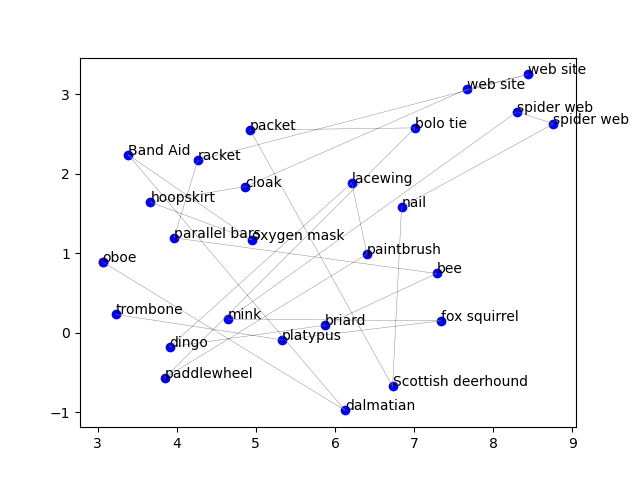 web site
web site
spider web
spider web
packet
bolo tie
Band Aid
racket
cloak
lacewing
hoopskirt
nail
parallel bars
oxygen mask
paintbrush
oboe
bee
trombone
mink
briard
fox squirrel
dingo
platypus
paddlewheel
Scottish deerhound
dalmatian
3
2
1
0
−1
3 4 5 6 7 8 9